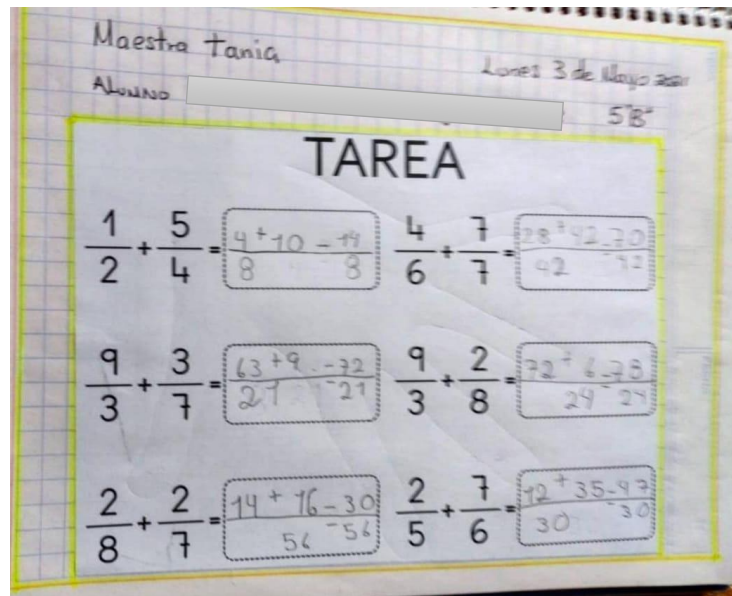 Maestra Tania
Lunes 3 de Mayo 2021
Alumno
5"B"
TAREA
1/2 + 5/4 = 4+10/8 = 14/8
4/6 + 7/7 = 28+42/42 = 70/42
9/3 + 3/7 = 63+9/21 = 72/21
9/3 + 2/8 = 72+6/24 = 78/24
2/8 + 2/7 = 14+16/56 = 30/56
2/5 + 7/6 = 12+35/30 = 47/30